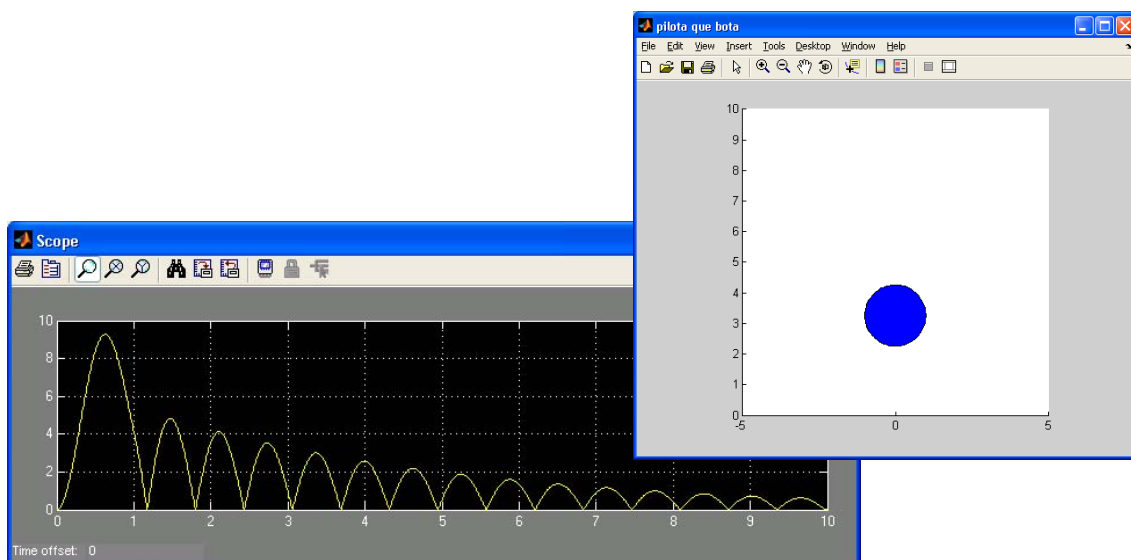 pilota que bota
File Edit View Insert Tools Desktop Window Help
10
9
8
7
6
5
4
3
2
1
0
-5 0 5
Scope
10
8
6
4
2
0
0 1 2 3 4 5 6 7 8 9 10
Time offset: 0